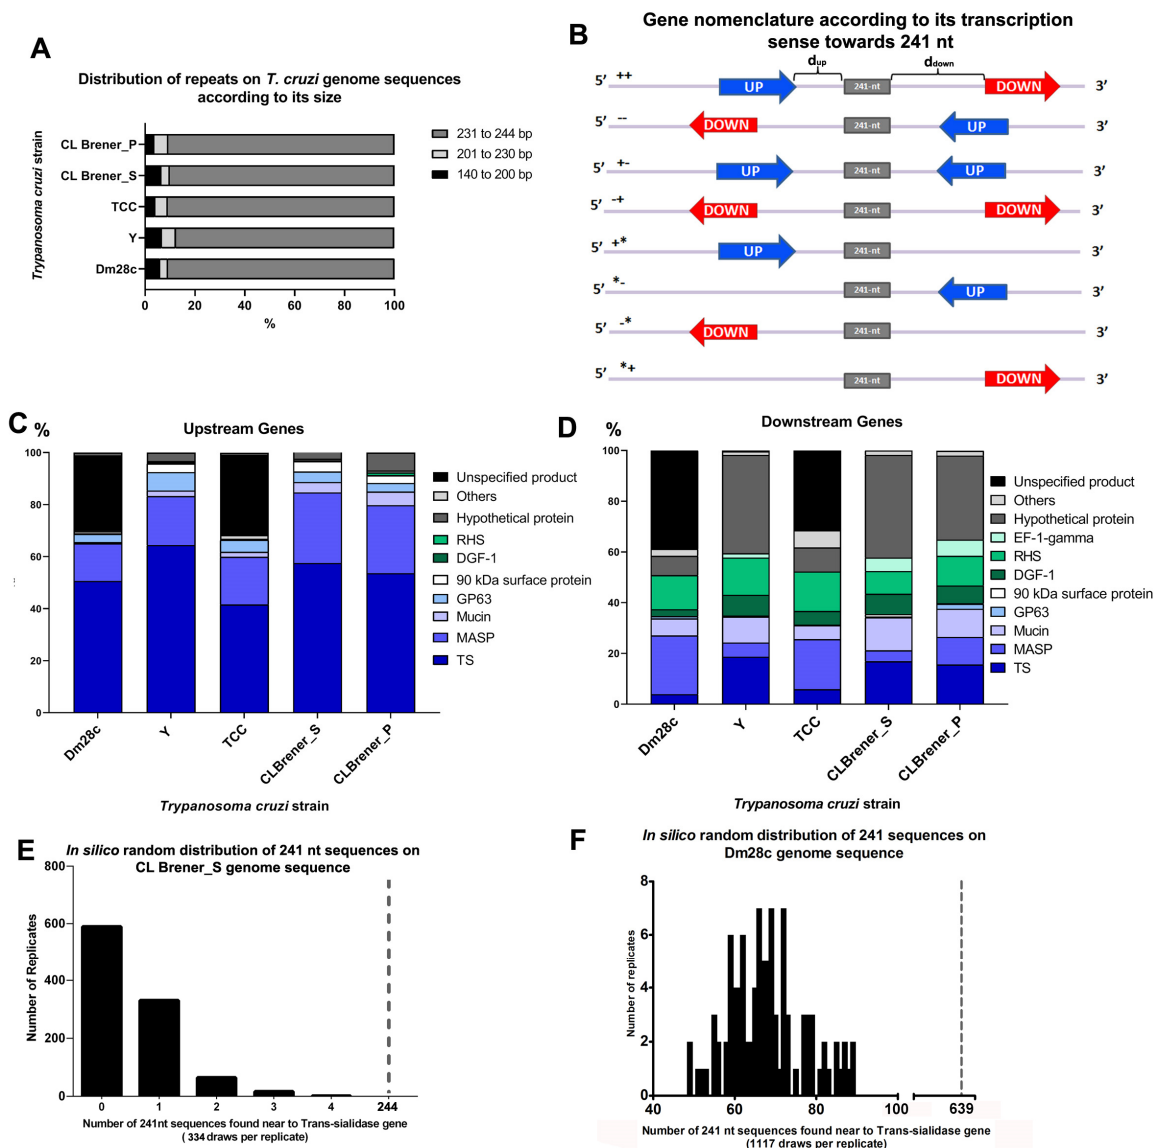 A
Distribution of repeats on T. cruzi genome sequences
according to its size
Trypanosoma cruzi strain
CL Brener_P
CL Brener_S
TCC
Y
Dm28c
0 20 40 60 80 100
%
231 to 244 bp
201 to 230 bp
140 to 200 bp
B
Gene nomenclature according to its transcription
sense towards 241 nt
dup ddown
5’ ++ UP 241-nt DOWN 3’
5’ -- DOWN 241-nt UP 3’
5’ +- UP 241-nt UP 3’
5’ -+ DOWN 241-nt DOWN 3’
5’ +* UP 241-nt 3’
5’ *- 241-nt UP 3’
5’ -* DOWN 241-nt 3’
5’ *+ 241-nt DOWN 3’
C
%
Upstream Genes
100
80
60
40
20
0
Dm28c
Y
TCC
CLBrener_S
CLBrener_P
Trypanosoma cruzi strain
Unspecified product
Others
Hypothetical protein
RHS
DGF-1
90 kDa surface protein
GP63
Mucin
MASP
TS
D
%
Downstream Genes
100
80
60
40
20
0
Dm28c
Y
TCC
CLBrener_S
CLBrener_P
Trypanosoma cruzi strain
Unspecified product
Others
Hypothetical protein
EF-1-gamma
RHS
DGF-1
90 kDa surface protein
GP63
Mucin
MASP
TS
E
In silico random distribution of 241 nt sequences on
CL Brener_S genome sequence
Number of Replicates
800
600
400
200
0
0 1 2 3 4 244
Number of 241nt sequences found near to Trans-sialidase gene
( 334 draws per replicate)
F
In silico random distribution of 241 sequences on
Dm28c genome sequence
Number of Replicates
8
6
4
2
0
40 60 80 100 639
Number of 241 nt sequences found near to Trans-sialidase gene
(1117 draws per replicate)